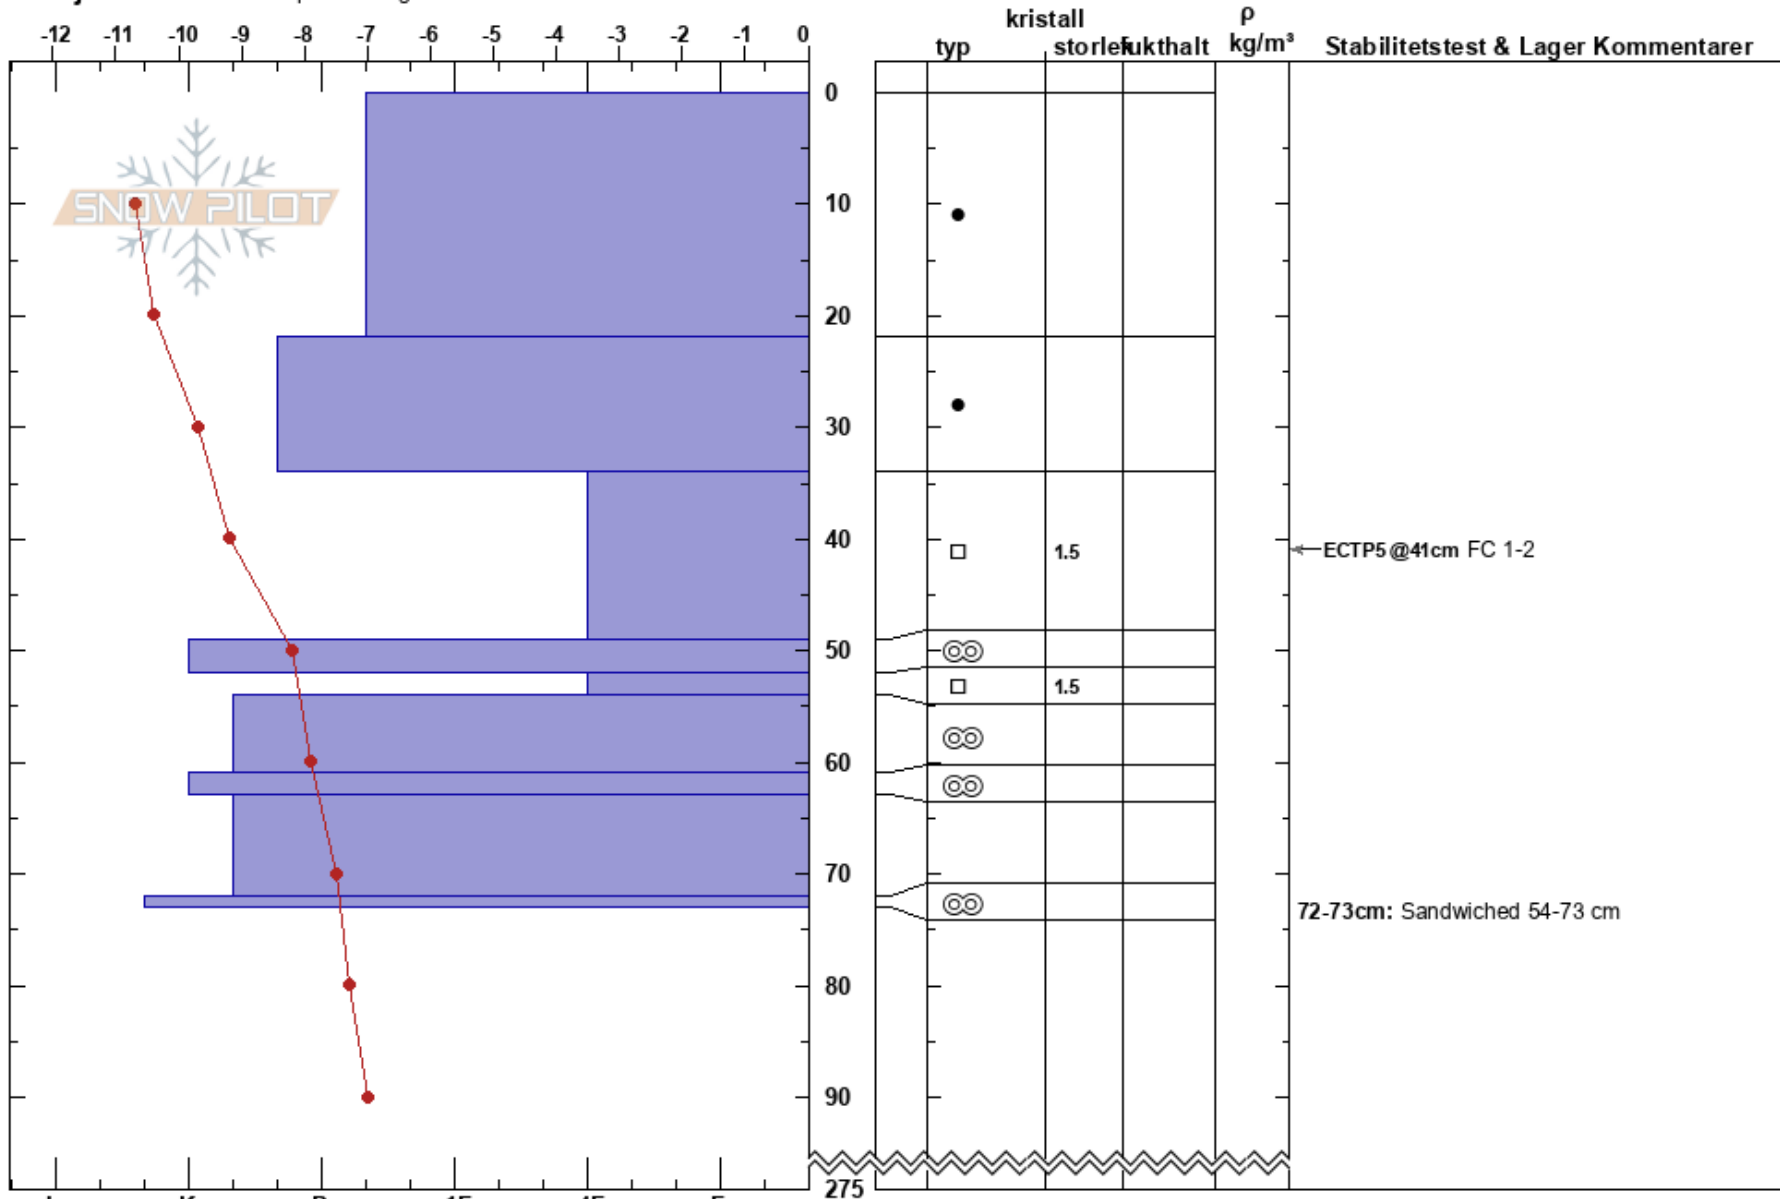 kristall
ρ
-12 -11 -10 -9 -8 -7 -6 -5 -4 -3 -2 -1 0
typ storlek fukthalt kg/m³ Stabilitetstest & Lager Kommentarer
0
SNOW PILOT
10
20
30
40
1.5
ECTP5 @41cm FC 1-2
50
1.5
60
70
72-73cm: Sandwiched 54-73 cm
80
90
275